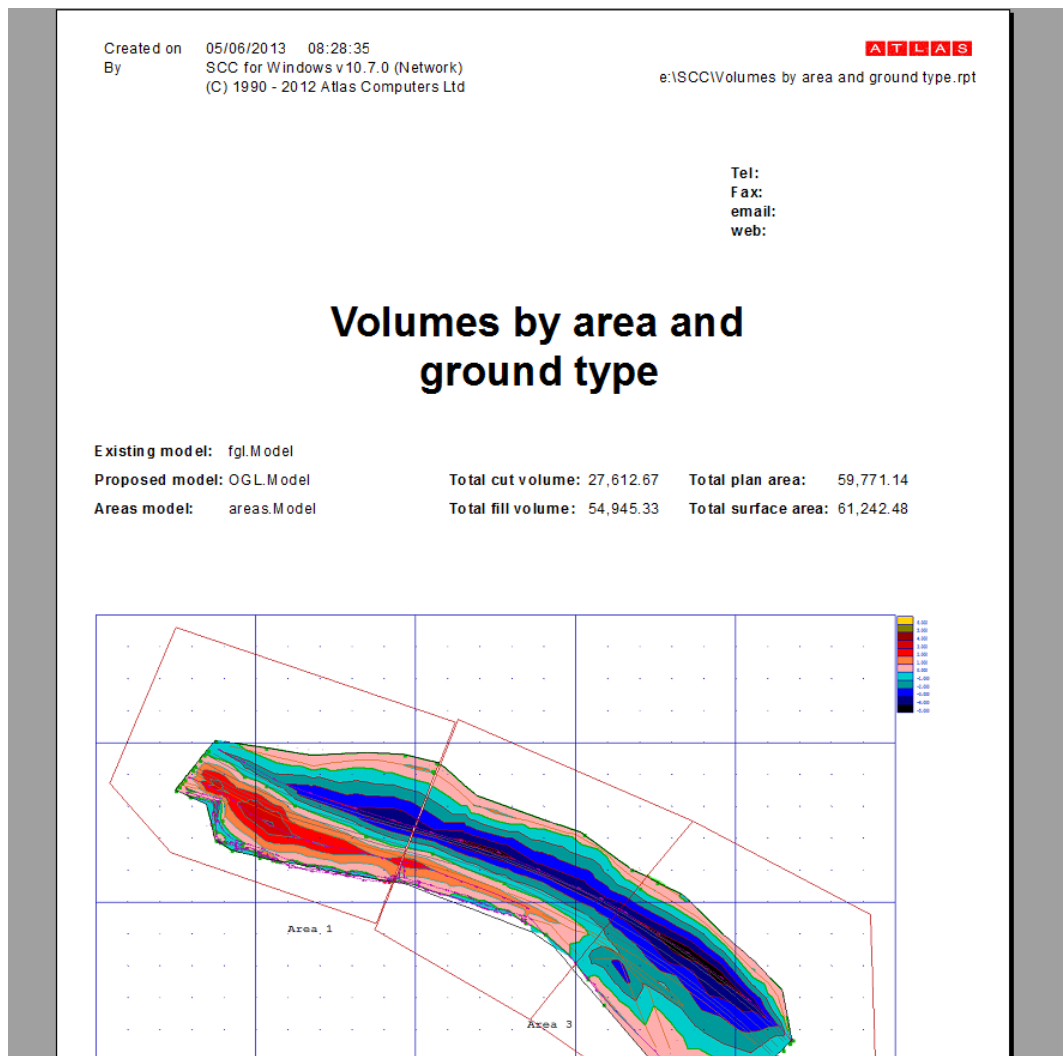 Created on 05/06/2013 08:28:35
ATLAS
By SCC for Windows v10.7.0 (Network)
e:\SCC\Volumes by area and ground type.rpt
(C) 1990 - 2012 Atlas Computers Ltd
Tel:
Fax:
email:
web:
Volumes by area and
ground type
Existing model: fgl.Model
Proposed model: OGL.Model Total cut volume: 27,612.67 Total plan area: 59,771.14
Areas model: areas.Model Total fill volume: 54,945.33 Total surface area: 61,242.48
Area 1
Area 3